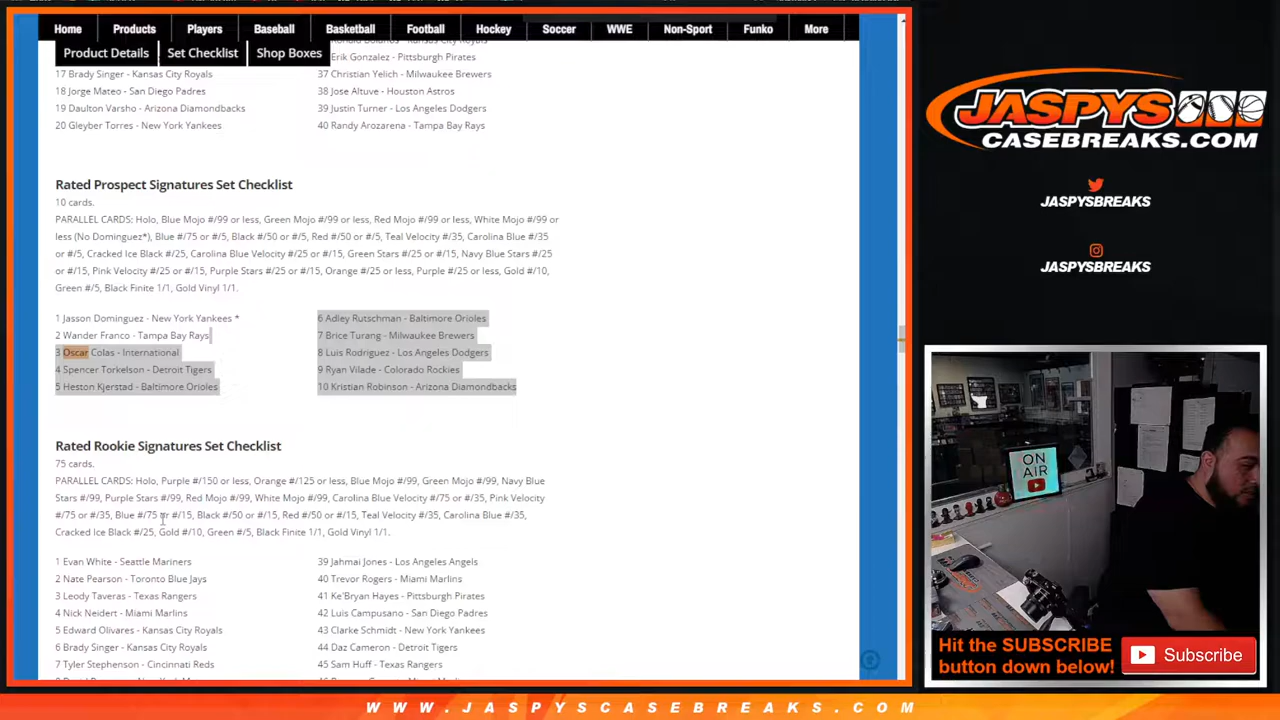 Home Products Players Baseball Basketball Football Hockey Soccer WWE Non-Sport Funko More
Product Details Set Checklist Shop Boxes
Erik Gonzalez - Pittsburgh Pirates
17 Brady Singer - Kansas City Royals
37 Christian Yelich - Milwaukee Brewers
18 Jorge Mateo - San Diego Padres
38 Jose Altuve - Houston Astros
19 Daulton Varsho - Arizona Diamondbacks
39 Justin Turner - Los Angeles Dodgers
20 Gleyber Torres - New York Yankees
40 Randy Arozarena - Tampa Bay Rays
Rated Prospect Signatures Set Checklist
10 cards.
PARALLEL CARDS: Holo, Blue Mojo #/99 or less, Green Mojo #/99 or less, Red Mojo #/99 or less, White Mojo #/99 or
less (No Dominguez*), Blue #/75 or #/5, Black #/50 or #/5, Red #/50 or #/5, Teal Velocity #/35, Carolina Blue #/35
or #/5, Cracked Ice Black #/25, Carolina Blue Velocity #/25 or #/15, Green Stars #/25 or #/15, Navy Blue Stars #/25
or #/15, Pink Velocity #/25 or #/15, Purple Stars #/25 or #/15, Orange #/25 or less, Purple #/25 or less, Gold #/10,
Green #/5, Black Finite 1/1, Gold Vinyl 1/1.
1 Jasson Dominguez - New York Yankees *
2 Wander Franco - Tampa Bay Rays
3 Oscar Colas - International
4 Spencer Torkelson - Detroit Tigers
5 Heston Kjerstad - Baltimore Orioles
6 Adley Rutschman - Baltimore Orioles
7 Brice Turang - Milwaukee Brewers
8 Luis Rodriguez - Los Angeles Dodgers
9 Ryan Vilade - Colorado Rockies
10 Kristian Robinson - Arizona Diamondbacks
Rated Rookie Signatures Set Checklist
75 cards.
PARALLEL CARDS: Holo, Purple #/150 or less, Orange #/125 or less, Blue Mojo #/99, Green Mojo #/99, Navy Blue
Stars #/99, Purple Stars #/99, Red Mojo #/99, White Mojo #/99, Carolina Blue Velocity #/75 or #/35, Pink Velocity
#/75 or #/35, Blue #/75 or #/15, Black #/50 or #/15, Red #/50 or #/15, Teal Velocity #/35, Carolina Blue #/35,
Cracked Ice Black #/25, Gold #/10, Green #/5, Black Finite 1/1, Gold Vinyl 1/1.
1 Evan White - Seattle Mariners
2 Nate Pearson - Toronto Blue Jays
3 Leody Taveras - Texas Rangers
4 Nick Neidert - Miami Marlins
5 Edward Olivares - Kansas City Royals
6 Brady Singer - Kansas City Royals
7 Tyler Stephenson - Cincinnati Reds
39 Jahmai Jones - Los Angeles Angels
40 Trevor Rogers - Miami Marlins
41 Ke'Bryan Hayes - Pittsburgh Pirates
42 Luis Campusano - San Diego Padres
43 Clarke Schmidt - New York Yankees
44 Daz Cameron - Detroit Tigers
45 Sam Huff - Texas Rangers
JASPYS
CASEBREAKS.COM
JASPYSBREAKS
JASPYSBREAKS
ON
AIR
Hit the SUBSCRIBE
button down below!
Subscribe
WWW.JASPYSCASEBREAKS.COM